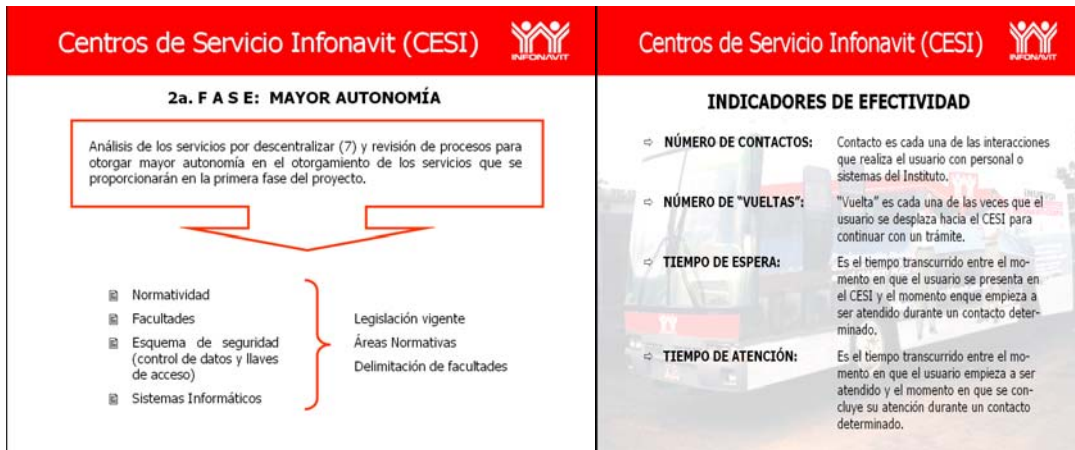 Centros de Servicio Infonavit (CESI)
INFONAVIT
2a. F A S E: MAYOR AUTONOMÍA
Análisis de los servicios por descentralizar (7) y revisión de procesos para
otorgar mayor autonomía en el otorgamiento de los servicios que se
proporcionarán en la primera fase del proyecto.
Normatividad
Facultades
Esquema de seguridad
(control de datos y llaves
de acceso)
Sistemas Informáticos
Legislación vigente
Áreas Normativas
Delimitación de facultades
Centros de Servicio Infonavit (CESI)
INFONAVIT
INDICADORES DE EFECTIVIDAD
⇨ NÚMERO DE CONTACTOS:
Contacto es cada una de las interacciones
que realiza el usuario con personal o
sistemas del Instituto.
⇨ NÚMERO DE "VUELTAS":
"Vuelta" es cada una de las veces que el
usuario se desplaza hacia el CESI para
continuar con un trámite.
⇨ TIEMPO DE ESPERA:
Es el tiempo transcurrido entre el mo-
mento en que el usuario se presenta en
el CESI y el momento enque empieza a
ser atendido durante un contacto deter-
minado.
⇨ TIEMPO DE ATENCIÓN:
Es el tiempo transcurrido entre el mo-
mento en que el usuario empieza a ser
atendido y el momento en que se con-
cluye su atención durante un contacto
determinado.